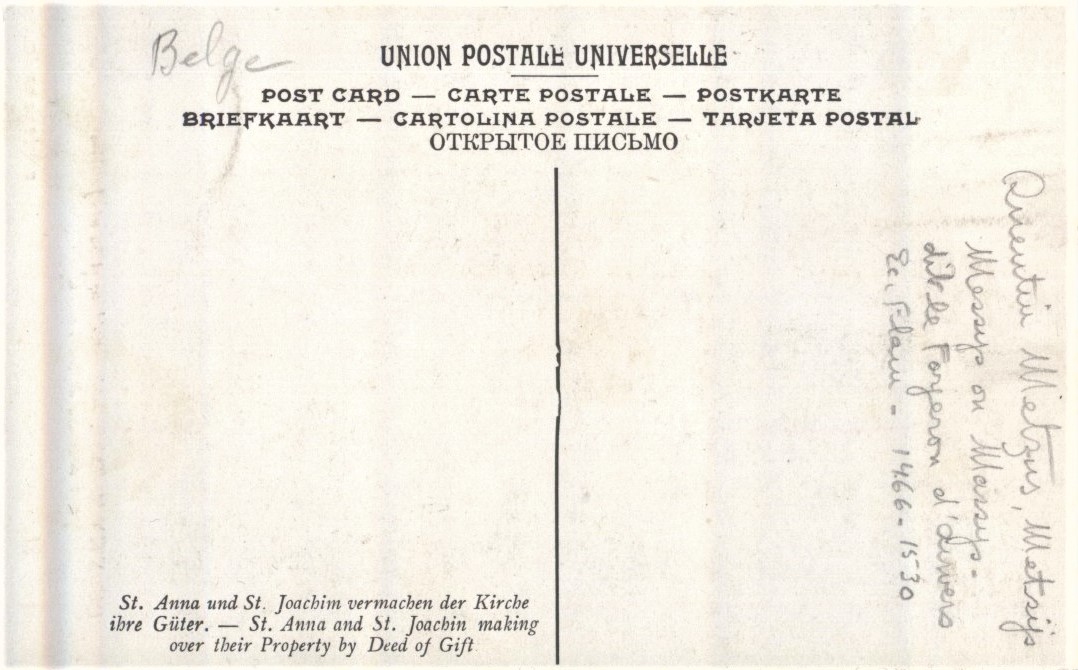 Belge
UNION POSTALE UNIVERSELLE
POST CARD — CARTE POSTALE — POSTKARTE
BRIEFKAART — CARTOLINA POSTALE — TARJETA POSTAL
ОТКРЫТОЕ ПИСЬМО
St. Anna und St. Joachim vermachen der Kirche
ihre Güter. — St. Anna and St. Joachin making
over their Property by Deed of Gift
Quentin Metzys, Metsijs
Messys ou Massys -
dit le Forgeron d'Anvers
Ec. Flam - 1466 - 1530